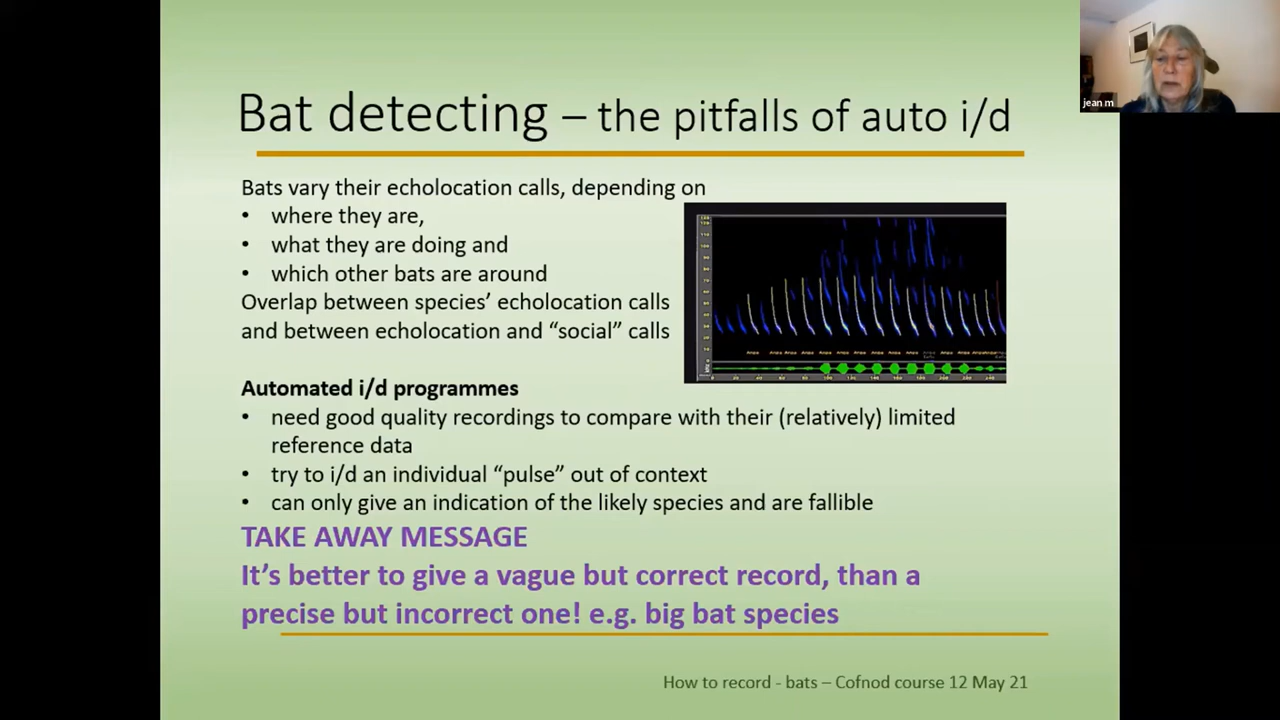 Bat detecting – the pitfalls of auto i/d
jean m
Bats vary their echolocation calls, depending on
• where they are,
• what they are doing and
• which other bats are around
Overlap between species’ echolocation calls
and between echolocation and “social” calls
Automated i/d programmes
• need good quality recordings to compare with their (relatively) limited
reference data
• try to i/d an individual “pulse” out of context
• can only give an indication of the likely species and are fallible
TAKE AWAY MESSAGE
It’s better to give a vague but correct record, than a
precise but incorrect one! e.g. big bat species
How to record - bats – Cofnod course 12 May 21